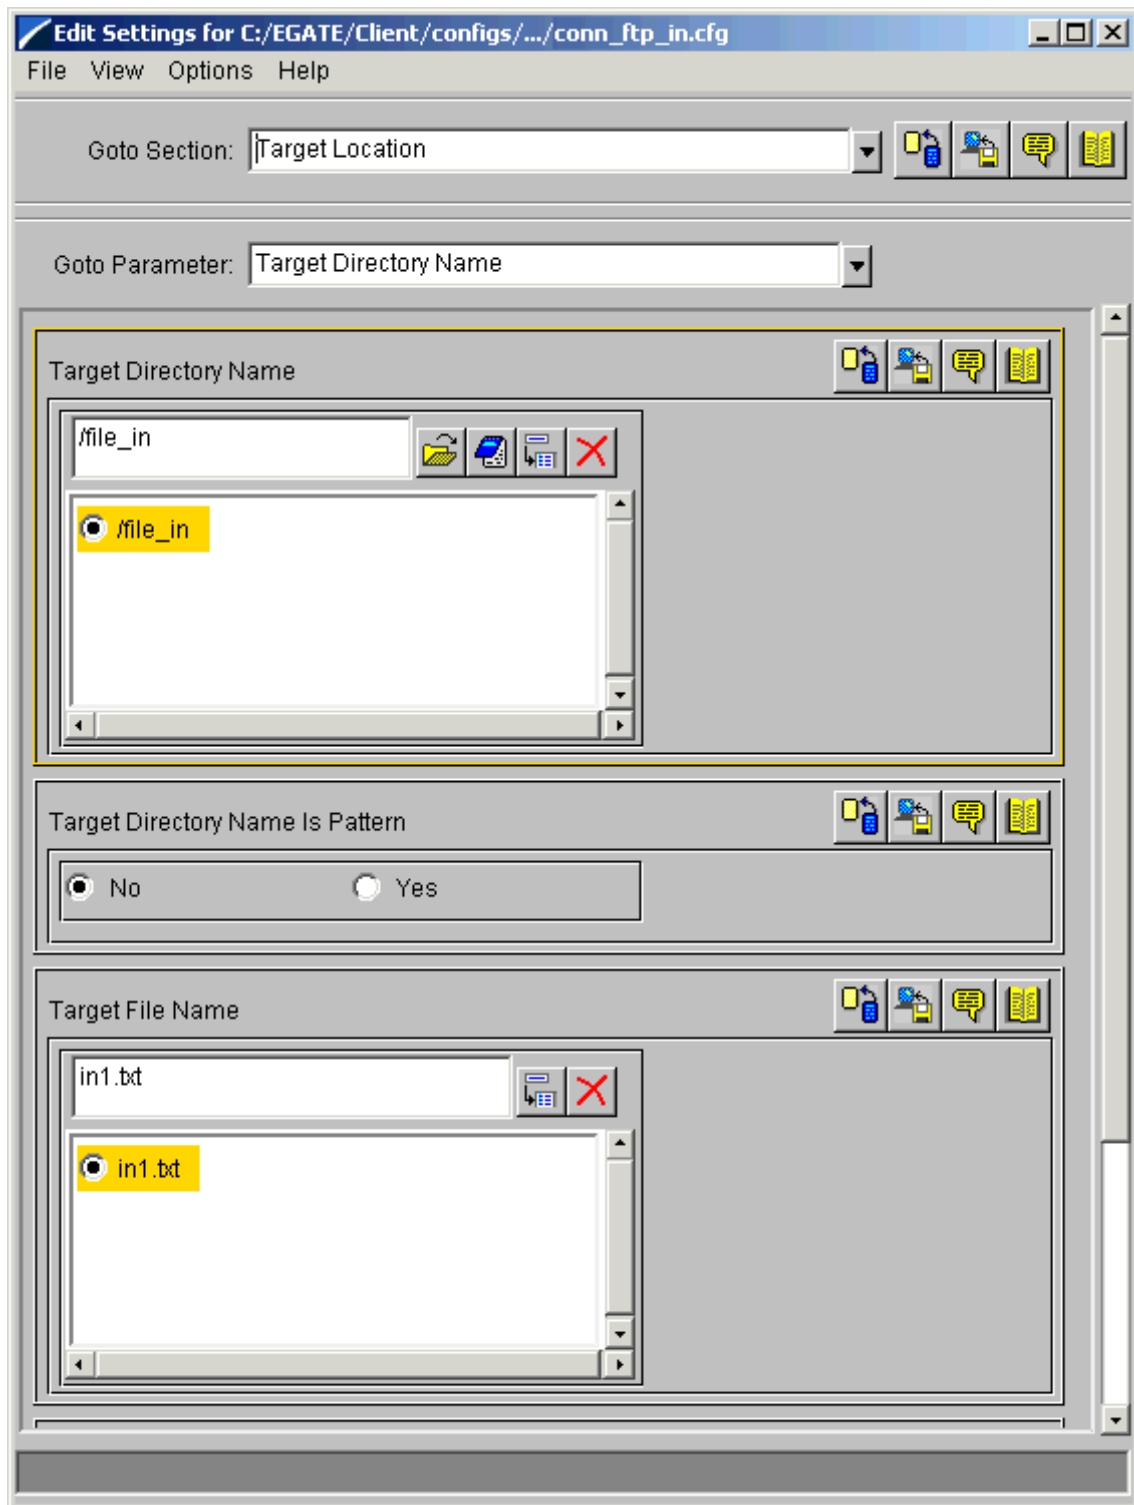 Edit Settings for C:/EGATE/Client/configs/.../conn_ftp_in.cfg
File View Options Help
Goto Section: Target Location
Goto Parameter: Target Directory Name
Target Directory Name
/file_in
/file_in
Target Directory Name Is Pattern
No Yes
Target File Name
in1.txt
in1.txt